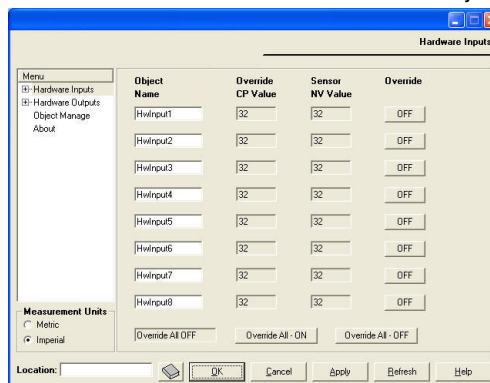 Hardware Inputs
Menu
Hardware Inputs
Hardware Outputs
Object Manage
About
Object Name
Override CP Value
Sensor NV Value
Override
HwInput1 32 32 OFF
HwInput2 32 32 OFF
HwInput3 32 32 OFF
HwInput4 32 32 OFF
HwInput5 32 32 OFF
HwInput6 32 32 OFF
HwInput7 32 32 OFF
HwInput8 32 32 OFF
Override All OFF Override All - ON Override All - OFF
Measurement Units
Metric
Imperial
Location: OK Cancel Apply Refresh Help